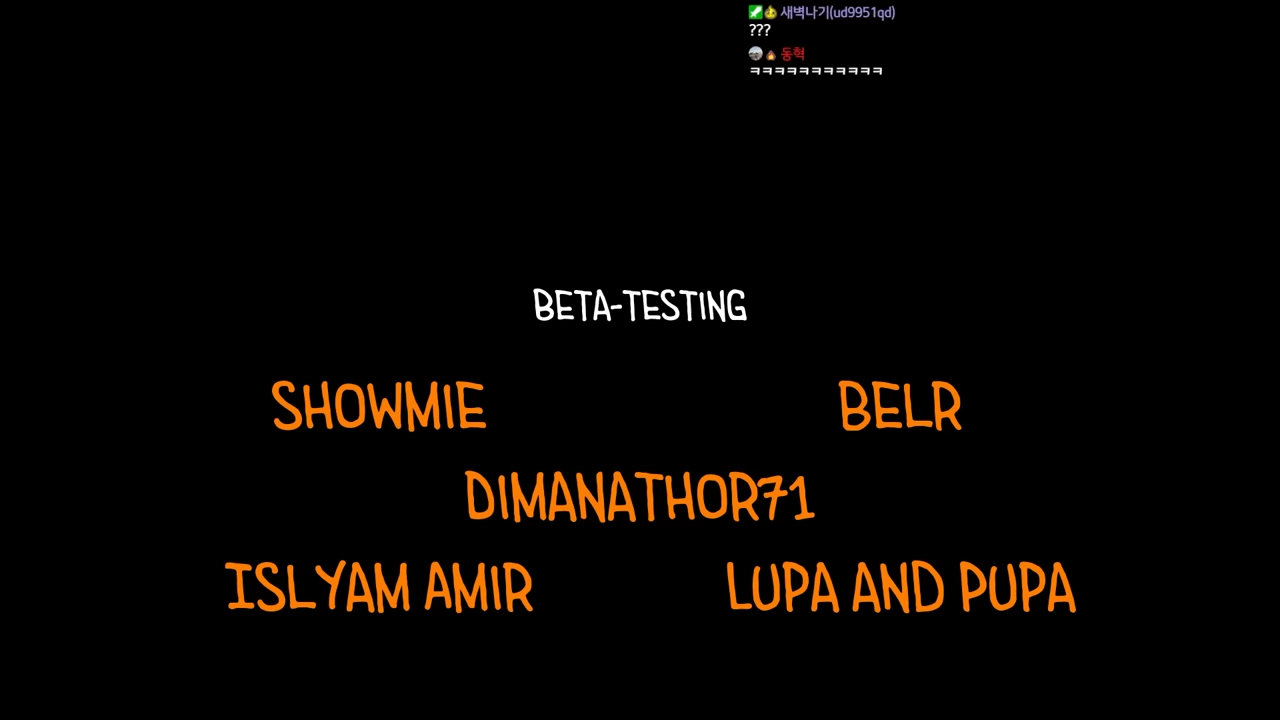 새벽나기(ud9951qd)
???
동혁
ㅋㅋㅋㅋㅋㅋㅋㅋㅋㅋㅋ
BETA-TESTING
SHOWMIE BELR
DIMANATHOR71
ISLYAM AMIR LUPA AND PUPA